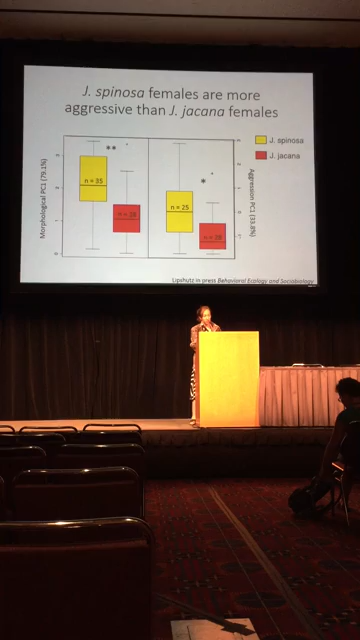 J. spinosa females are more
aggressive than J. jacana females
J. spinosa
J. jacana
Morphological PC1 (79.1%)
**
n = 35
*
n = 25
n = 28
Aggression PC1 (33.8%)
Lipshutz in press Behavioral Ecology and Sociobiology